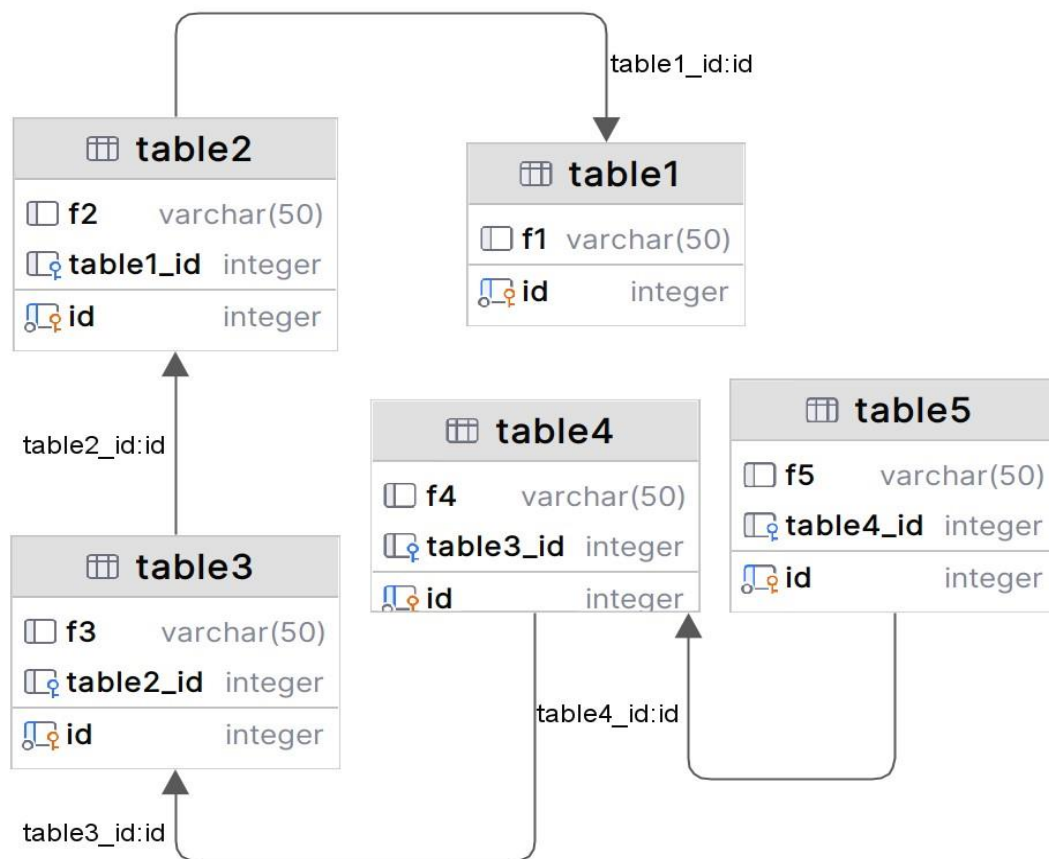 table1_id:id
table2
f2 varchar(50)
table1_id integer
id integer
table1
f1 varchar(50)
id integer
table2_id:id
table4
f4 varchar(50)
table3_id integer
id integer
table5
f5 varchar(50)
table4_id integer
id integer
table3
f3 varchar(50)
table2_id integer
id integer
table4_id:id
table3_id:id